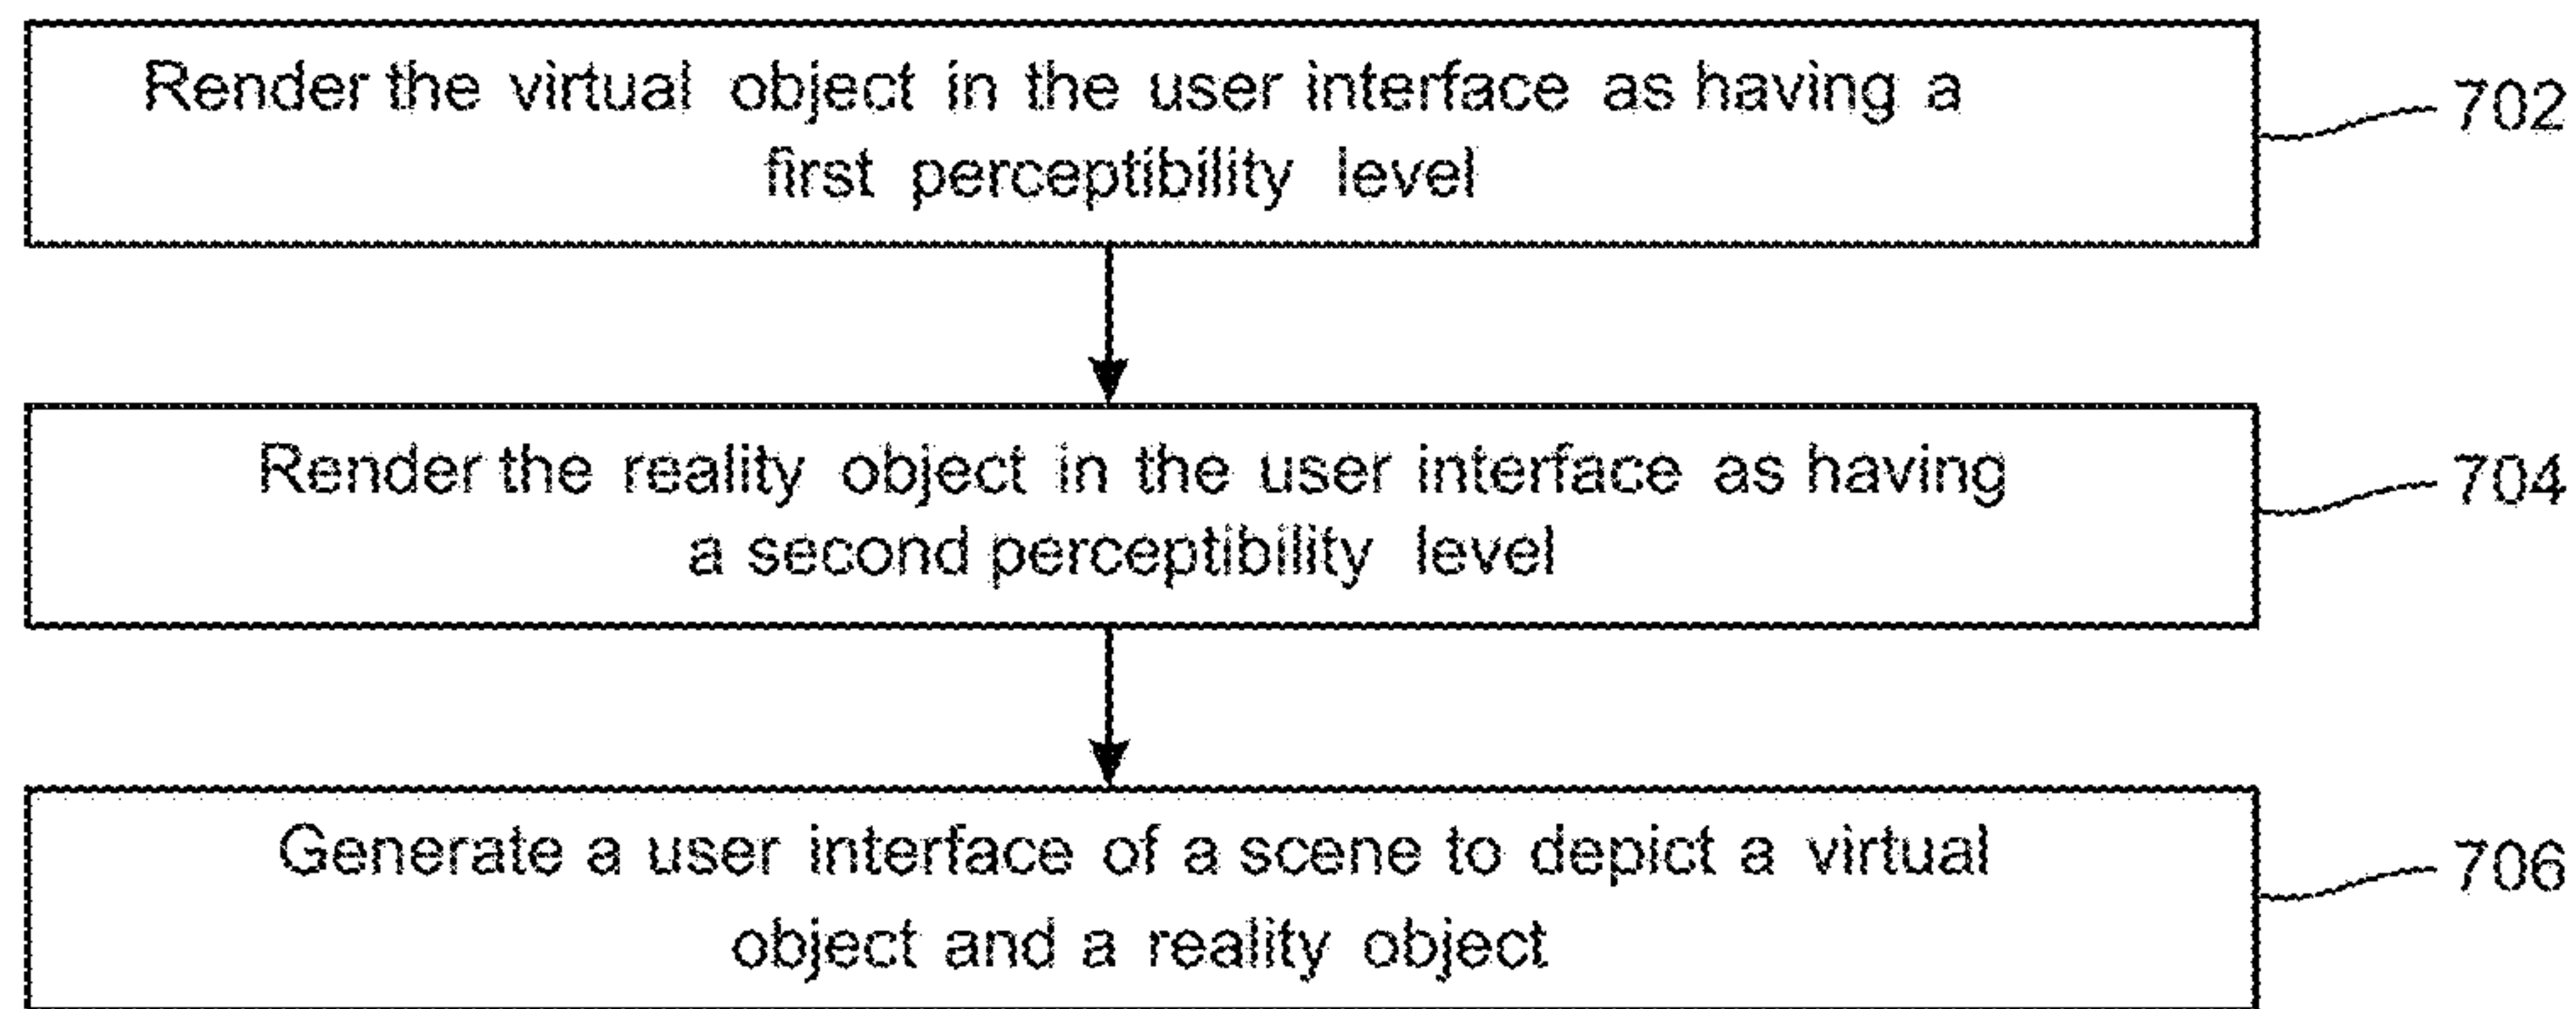 Render the virtual object in the user interface as having a
first perceptibility level
702
Render the reality object in the user interface as having
a second perceptibility level
704
Generate a user interface of a scene to depict a virtual
object and a reality object
706